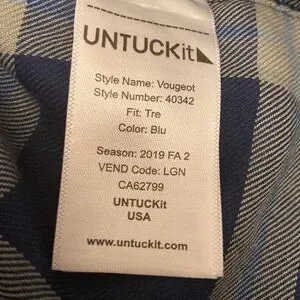 UNTUCKit
Style Name: Vougeot
Style Number: 40342
Fit: Tre
Color: Blu
Season: 2019 FA 2
VEND Code: LGN
CA62799
UNTUCKit
USA
www.untuckit.com